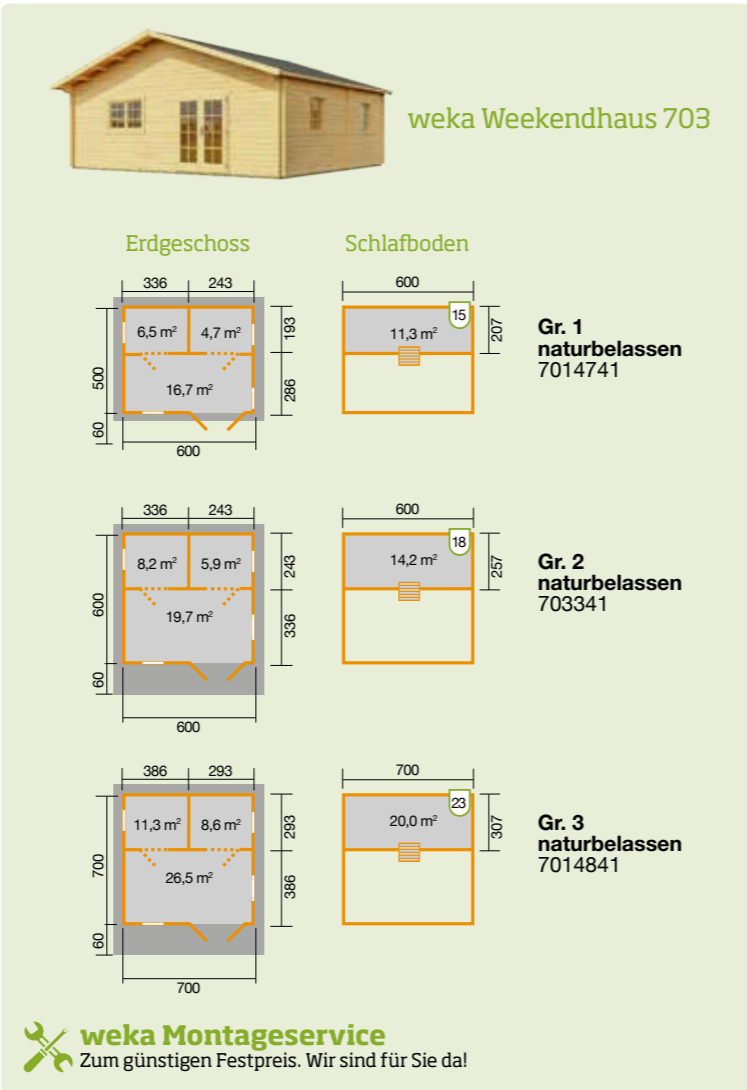 weka Weekendhaus 703
Erdgeschoss Schlafboden
336 243 600
6,5 m² 4,7 m² 193 11,3 m² 15 207
500 16,7 m² 286
60
600
Gr. 1
naturbelassen
7014741
336 243 600
8,2 m² 5,9 m² 243 14,2 m² 18 257
600 19,7 m² 336
60
600
Gr. 2
naturbelassen
703341
386 293 700
11,3 m² 8,6 m² 293 20,0 m² 23 307
700 26,5 m² 386
60
700
Gr. 3
naturbelassen
7014841
weka Montageservice
Zum günstigen Festpreis. Wir sind für Sie da!